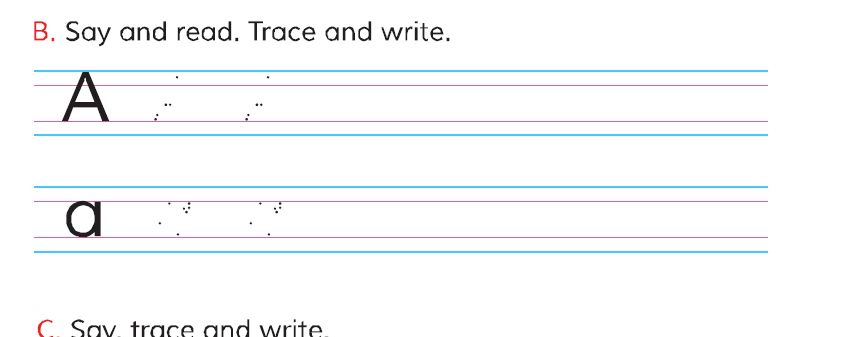 B. Say and read. Trace and write.
A
a
C. Say, trace and write.